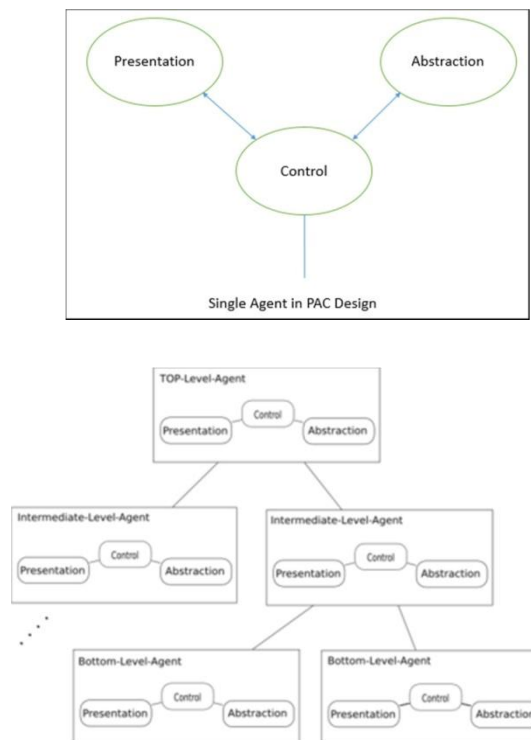 Presentation
Abstraction
Control
Single Agent in PAC Design
TOP-Level-Agent
Control
Presentation
Abstraction
Intermediate-Level-Agent
Control
Presentation
Abstraction
Intermediate-Level-Agent
Control
Presentation
Abstraction
Bottom-Level-Agent
Control
Presentation
Abstraction
Bottom-Level-Agent
Control
Presentation
Abstraction